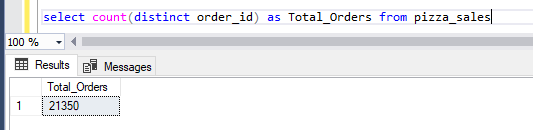 select count(distinct order_id) as Total_Orders from pizza_sales
100 %
Results Messages
Total_Orders
1 21350